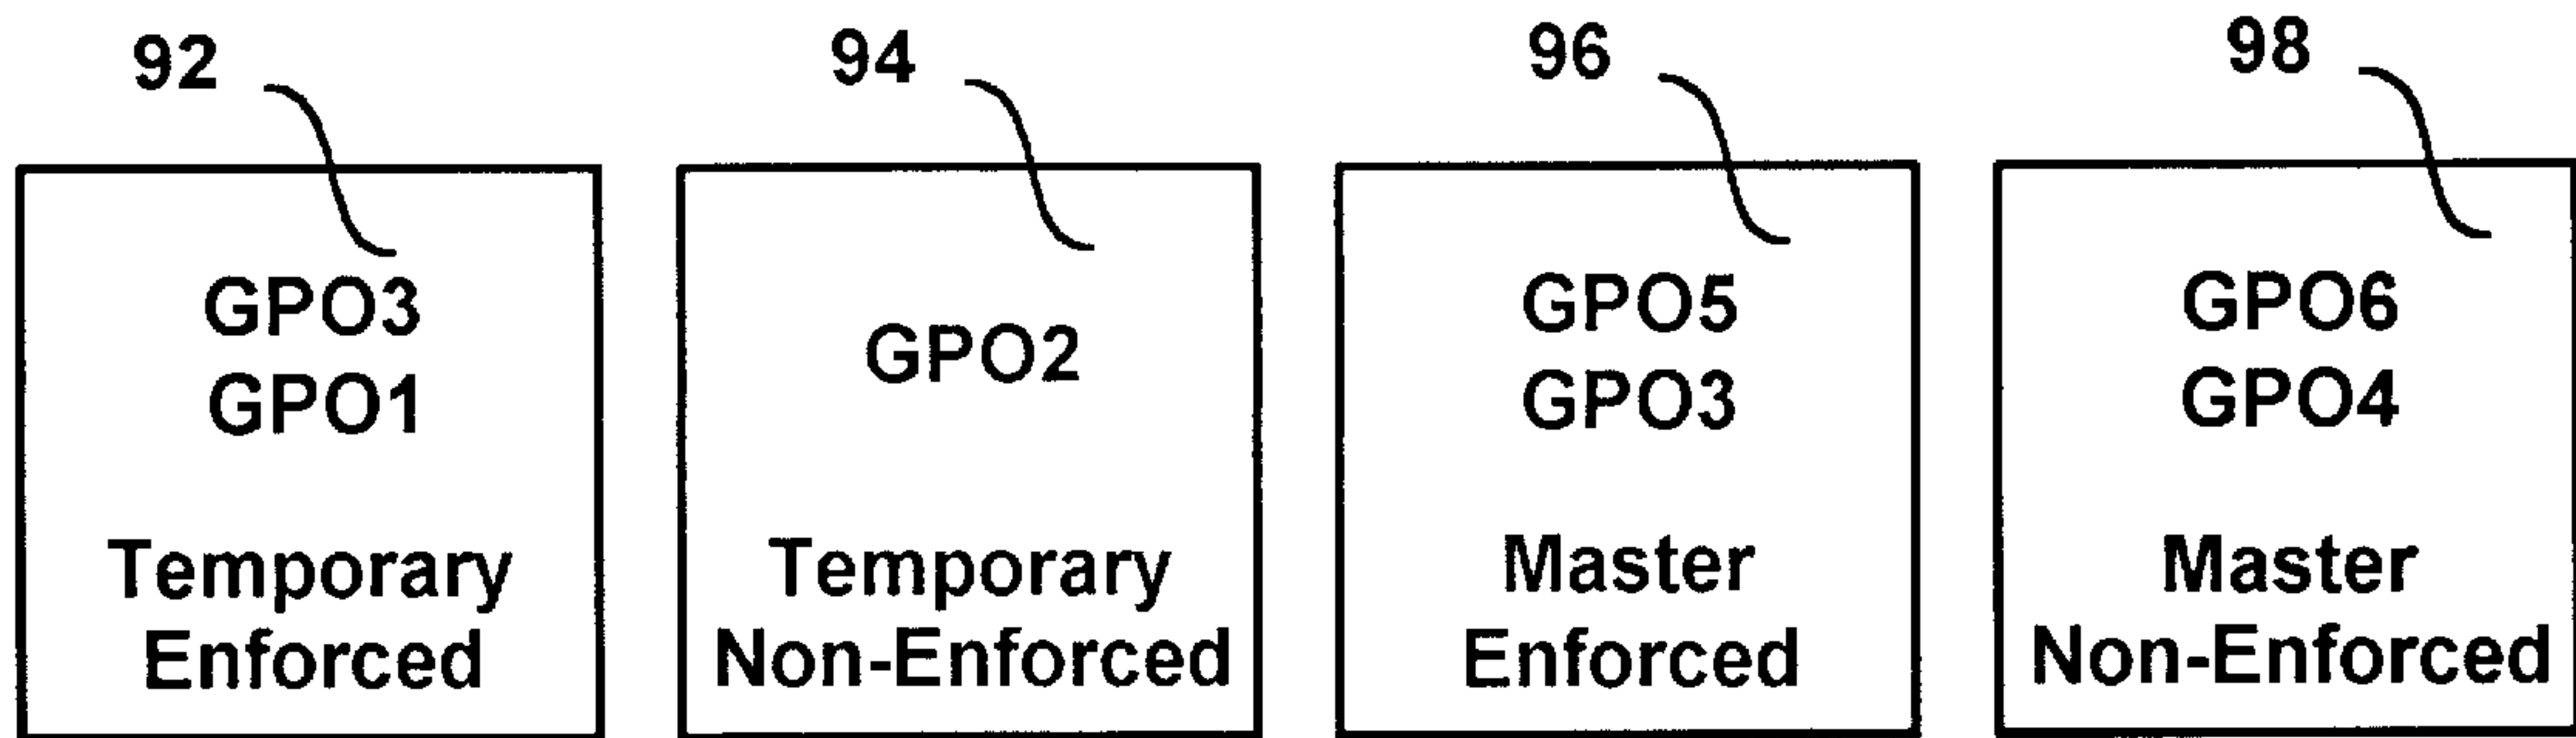 92
94
96
98
GPO3
GPO1
Temporary
Enforced
GPO2
Temporary
Non-Enforced
GPO5
GPO3
Master
Enforced
GPO6
GPO4
Master
Non-Enforced